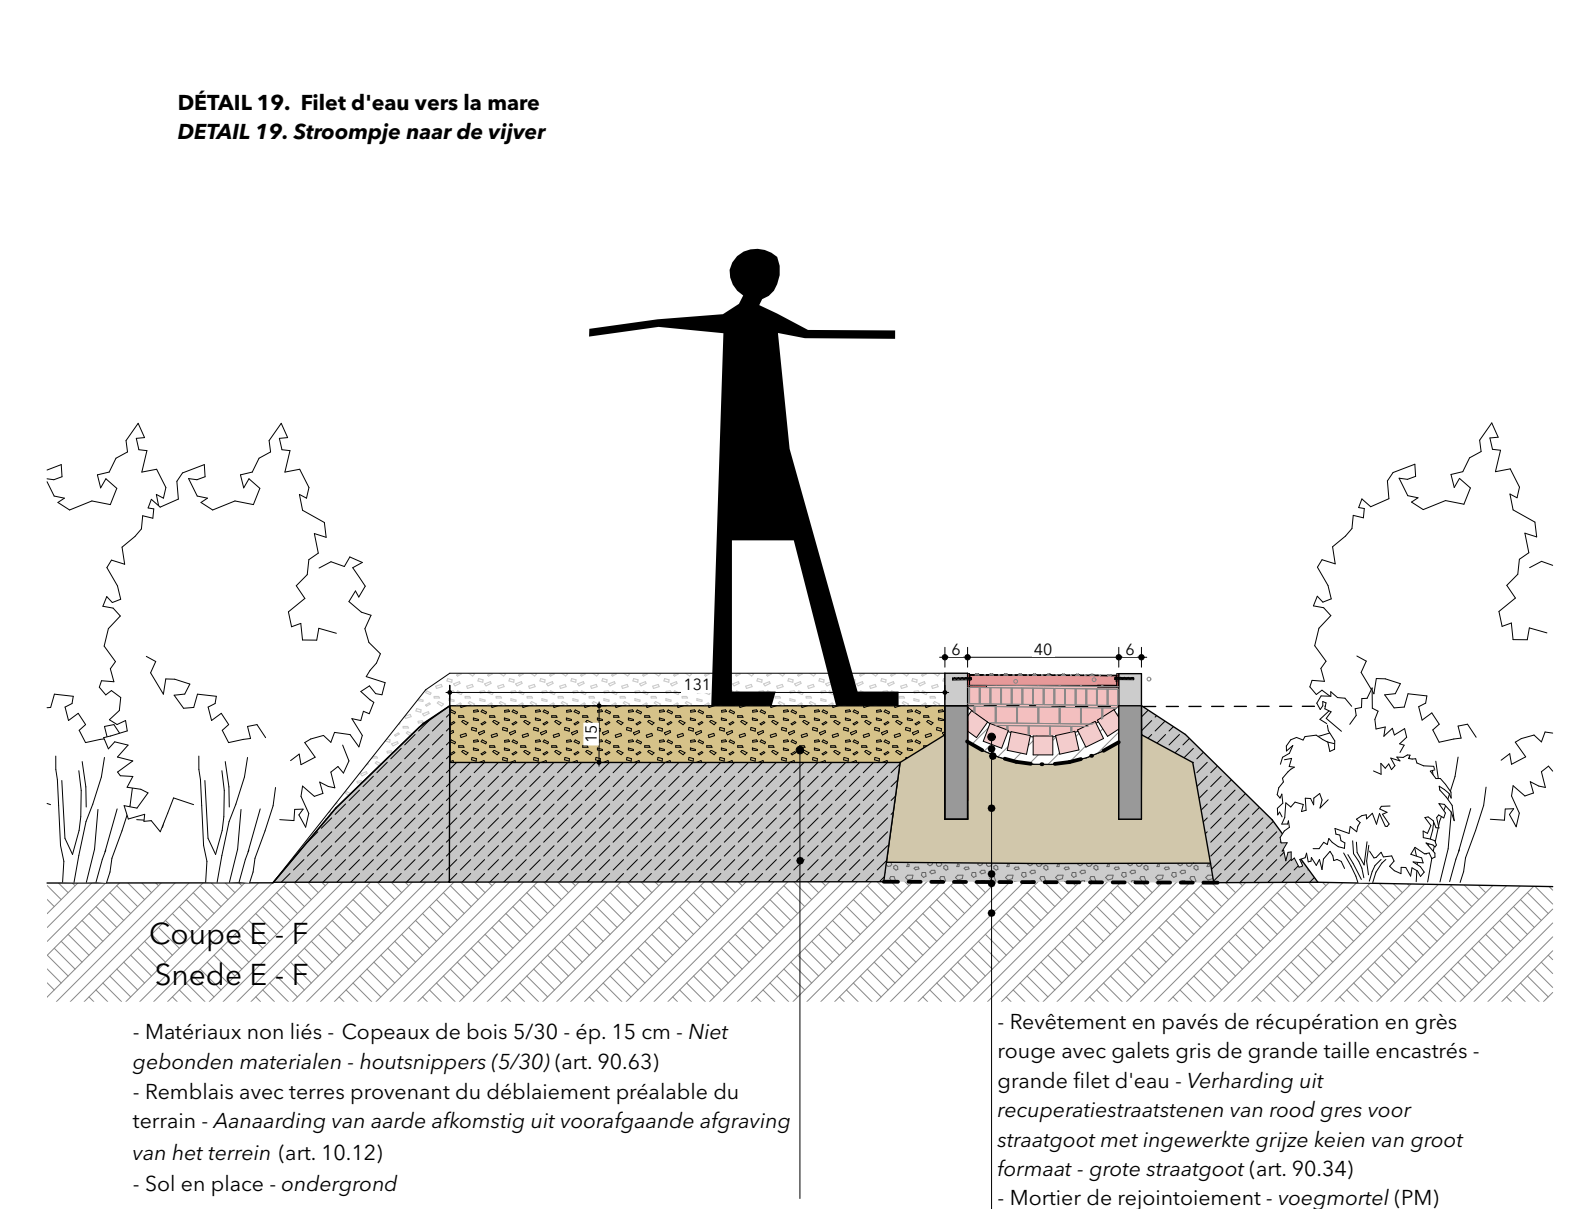 DÉTAIL 19. Filet d'eau vers la mare
DETAIL 19. Stroompje naar de vijver
6 40 6
131
15
Coupe E - F
Snede E - F
- Matériaux non liés - Copeaux de bois 5/30 - ép. 15 cm - Niet
gebonden materialen - houtsnippers (5/30) (art. 90.63)
- Remblais avec terres provenant du déblaiement préalable du
terrain - Aanaarding van aarde afkomstig uit voorafgaande afgraving
van het terrein (art. 10.12)
- Sol en place - ondergrond
- Revêtement en pavés de récupération en grès
rouge avec galets gris de grande taille encastrés -
grande filet d'eau - Verharding uit
recuperatiestraatstenen van rood gres voor
straatgoot met ingewerkte grijze keien van groot
formaat - grote straatgoot (art. 90.34)
- Mortier de rejointoiement - voegmortel (PM)